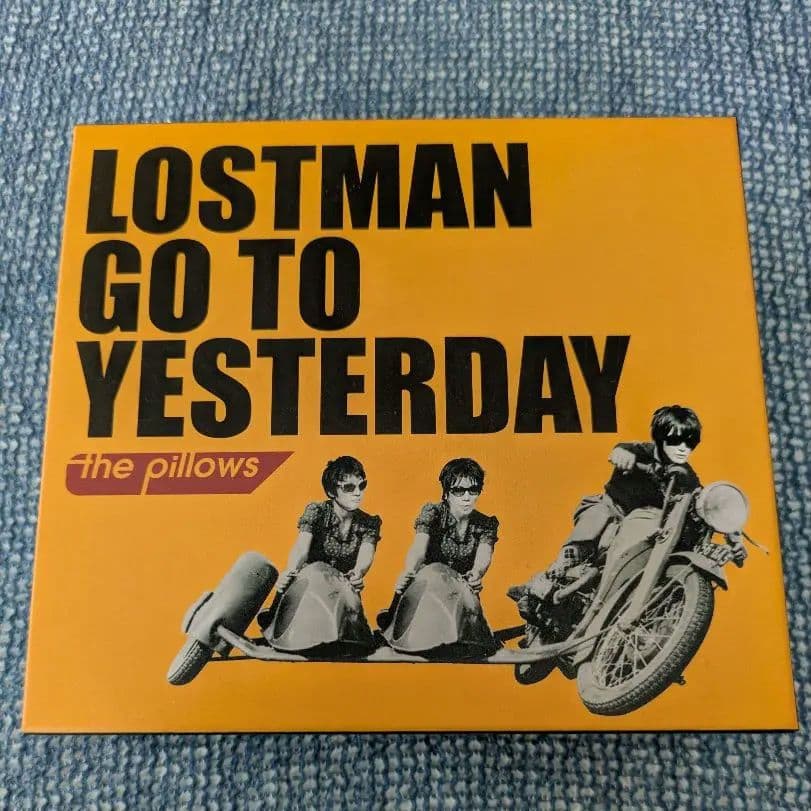 LOSTMAN
GO TO
YESTERDAY
the pillows